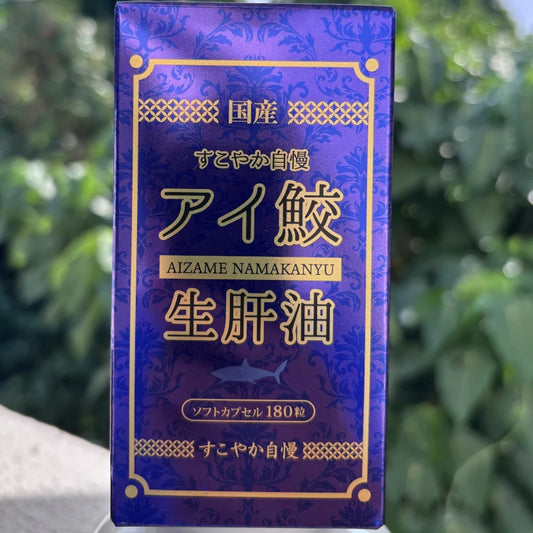 国産
すこやか自慢
アイ鮫
AIZAME NAMAKANYU
生肝油
ソフトカプセル 180粒
すこやか自慢